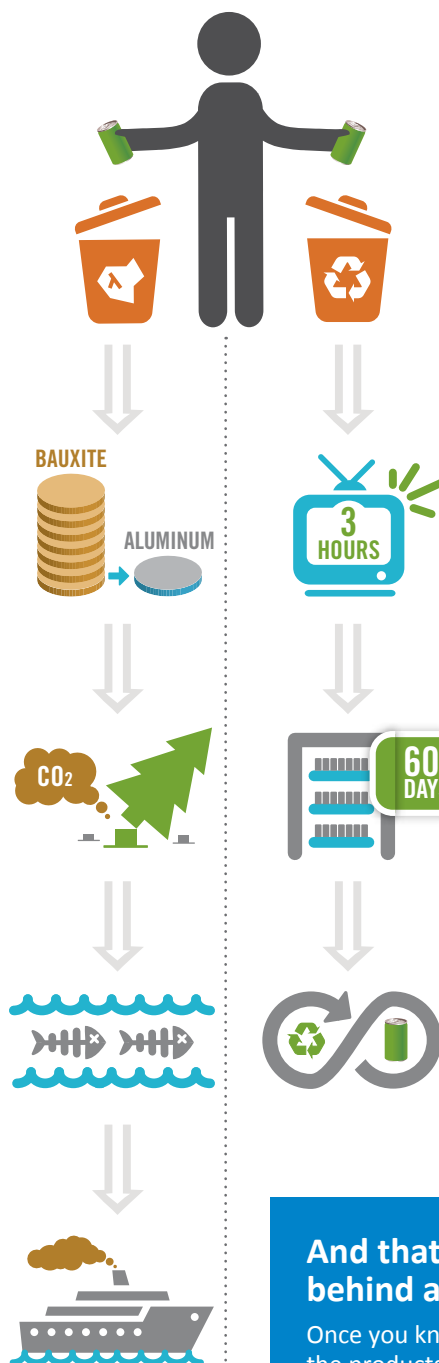 BAUXITE
ALUMINUM
CO₂
3
HOURS
60
DAY
And that
behind a
Once you kn